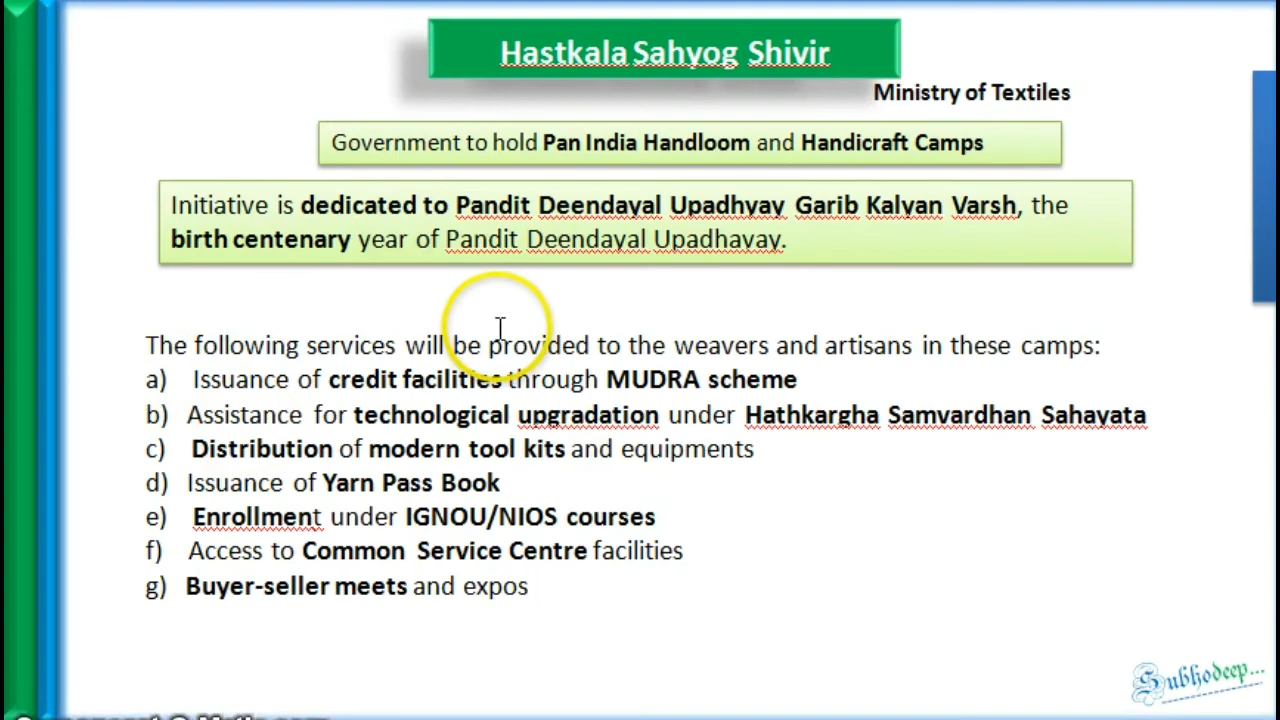 Hastkala Sahyog Shivir
Ministry of Textiles
Government to hold Pan India Handloom and Handicraft Camps
Initiative is dedicated to Pandit Deendayal Upadhyay Garib Kalyan Varsh, the
birth centenary year of Pandit Deendayal Upadhavay.
The following services will be provided to the weavers and artisans in these camps:
a) Issuance of credit facilities through MUDRA scheme
b) Assistance for technological upgradation under Hathkargha Samvardhan Sahayata
c) Distribution of modern tool kits and equipments
d) Issuance of Yarn Pass Book
e) Enrollment under IGNOU/NIOS courses
f) Access to Common Service Centre facilities
g) Buyer-seller meets and expos
Subhodeep...